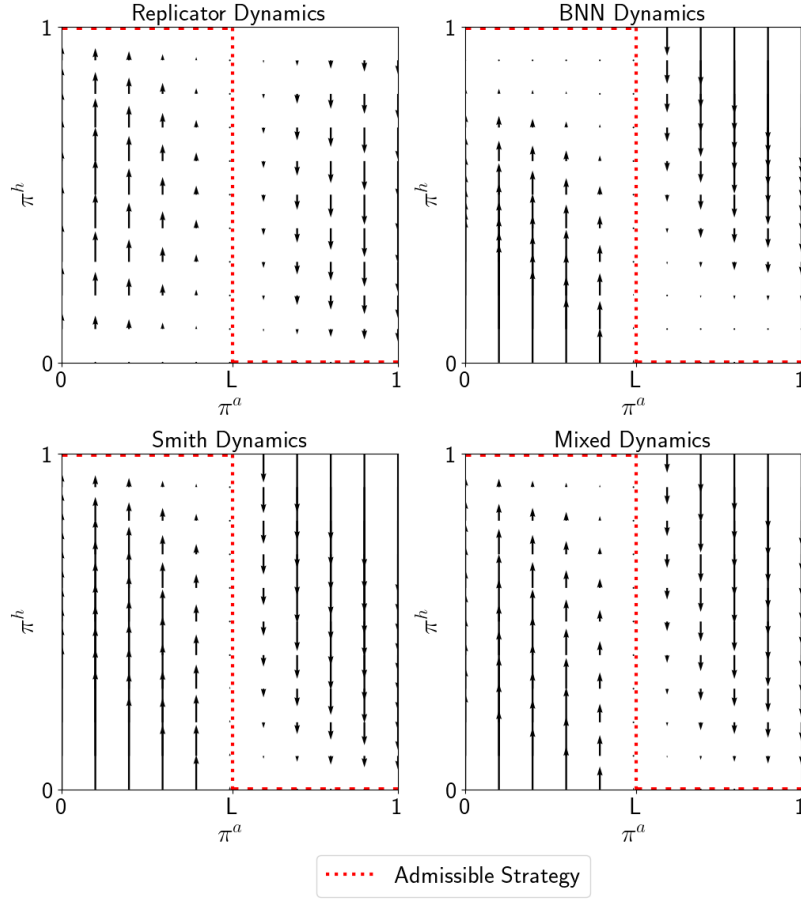 Replicator Dynamics
BNN Dynamics
1
π^h
0
0
L
1
π^a
1
π^h
0
0
L
1
π^a
Smith Dynamics
Mixed Dynamics
1
π^h
0
0
L
1
π^a
1
π^h
0
0
L
1
π^a
Admissible Strategy